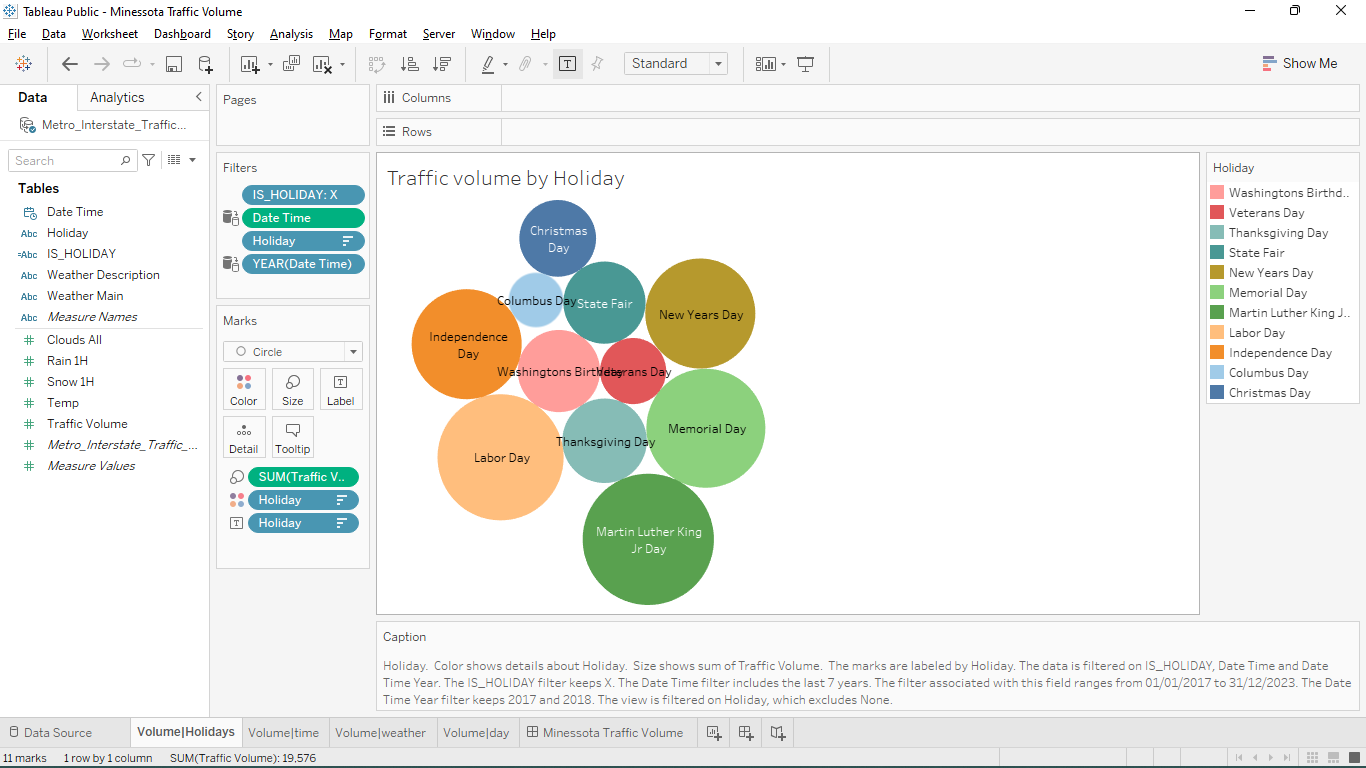 Tableau Public - Minessota Traffic Volume
File Data Worksheet Dashboard Story Analysis Map Format Server Window Help
Standard
Show Me
Data Analytics
Metro_Interstate_Traffic...
Search
Tables
Date Time
Abc Holiday
=Abc IS_HOLIDAY
Abc Weather Description
Abc Weather Main
Abc Measure Names
# Clouds All
# Rain 1H
# Snow 1H
# Temp
# Traffic Volume
# Metro_Interstate_Traffic_...
# Measure Values
Pages
Filters
IS_HOLIDAY: X
Date Time
Holiday
YEAR(Date Time)
Marks
Circle
Color Size Label
Detail Tooltip
SUM(Traffic V..
Holiday
Holiday
Columns
Rows
Traffic volume by Holiday
Christmas
Day
Columbus Day
State Fair
New Years Day
Independence
Day
Washingtons Birthday
Veterans Day
Memorial Day
Thanksgiving Day
Labor Day
Martin Luther King
Jr Day
Holiday
Washingtons Birthd..
Veterans Day
Thanksgiving Day
State Fair
New Years Day
Memorial Day
Martin Luther King J..
Labor Day
Independence Day
Columbus Day
Christmas Day
Caption
Holiday. Color shows details about Holiday. Size shows sum of Traffic Volume. The marks are labeled by Holiday. The data is filtered on IS_HOLIDAY, Date Time and Date
Time Year. The IS_HOLIDAY filter keeps X. The Date Time filter includes the last 7 years. The filter associated with this field ranges from 01/01/2017 to 31/12/2023. The Date
Time Year filter keeps 2017 and 2018. The view is filtered on Holiday, which excludes None.
Data Source Volume|Holidays Volume|time Volume|weather Volume|day Minessota Traffic Volume
11 marks 1 row by 1 column SUM(Traffic Volume): 19,576